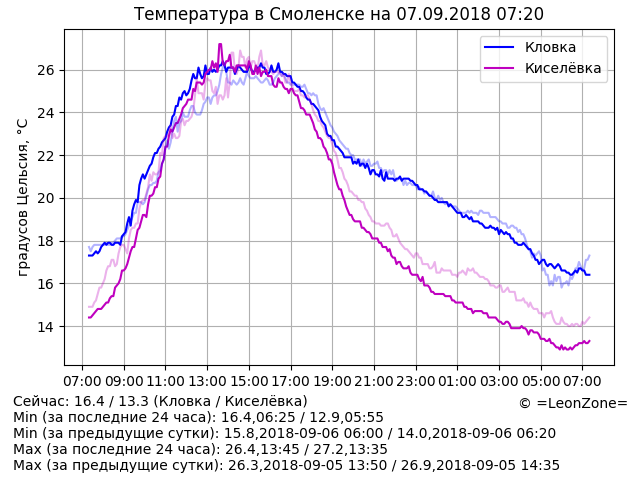 Температура в Смоленске на 07.09.2018 07:20
Кловка
Киселёвка
градусов Цельсия, °C
26
24
22
20
18
16
14
07:00 09:00 11:00 13:00 15:00 17:00 19:00 21:00 23:00 01:00 03:00 05:00 07:00
Сейчас: 16.4 / 13.3 (Кловка / Киселёвка)
© =LeonZone=
Min (за последние 24 часа): 16.4,06:25 / 12.9,05:55
Min (за предыдущие сутки): 15.8,2018-09-06 06:00 / 14.0,2018-09-06 06:20
Max (за последние 24 часа): 26.4,13:45 / 27.2,13:35
Max (за предыдущие сутки): 26.3,2018-09-05 13:50 / 26.9,2018-09-05 14:35